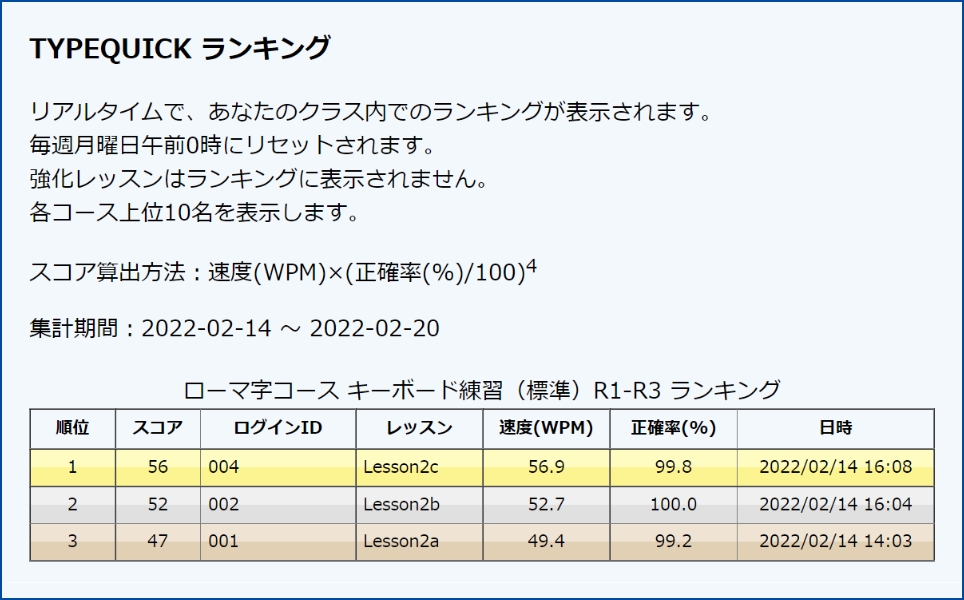 TYPEQUICK ランキング
リアルタイムで、あなたのクラス内でのランキングが表示されます。
毎週月曜日午前0時にリセットされます。
強化レッスンはランキングに表示されません。
各コース上位10名を表示します。
スコア算出方法：速度(WPM)×(正確率(%)/100)⁴
集計期間：2022-02-14 ～ 2022-02-20
ローマ字コース キーボード練習（標準）R1-R3 ランキング
順位 スコア ログインID レッスン 速度(WPM) 正確率(%) 日時
1 56 004 Lesson2c 56.9 99.8 2022/02/14 16:08
2 52 002 Lesson2b 52.7 100.0 2022/02/14 16:04
3 47 001 Lesson2a 49.4 99.2 2022/02/14 14:03